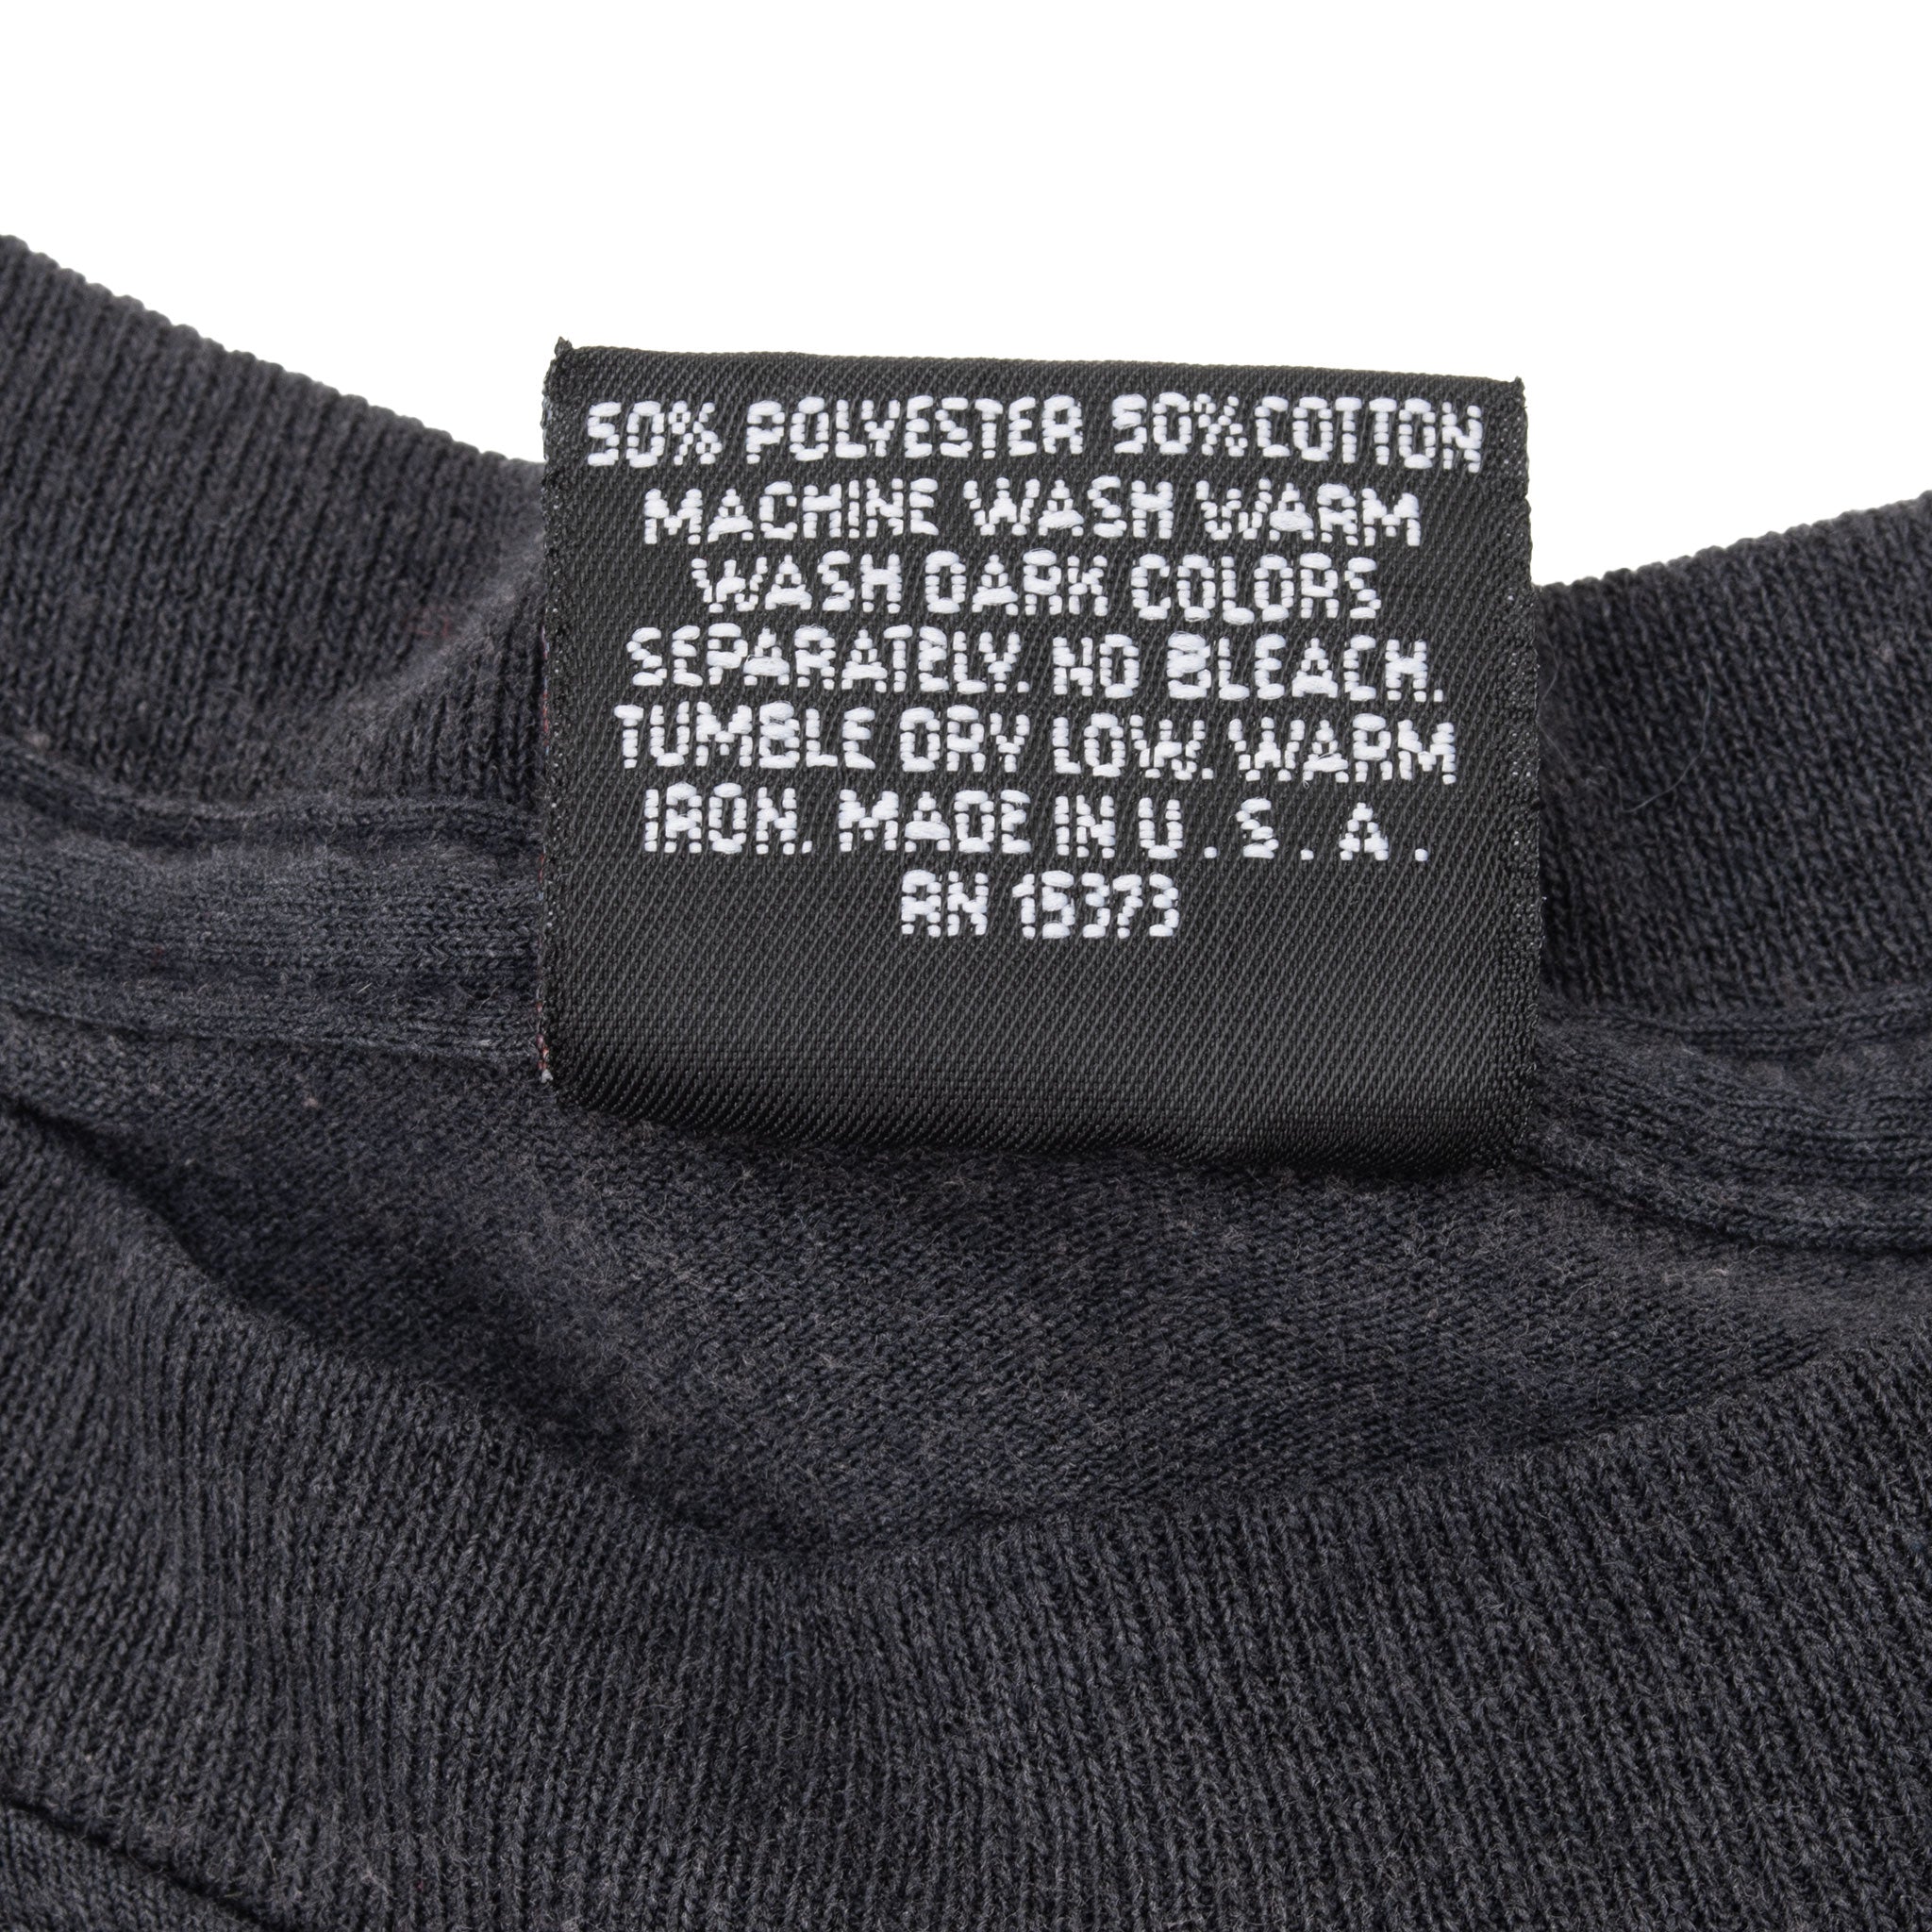 50% POLYESTER 50% COTTON
MACHINE WASH WARM
WASH DARK COLORS
SEPARATELY. NO BLEACH.
TUMBLE DRY LOW. WARM
IRON. MADE IN U.S.A.
RN 15373